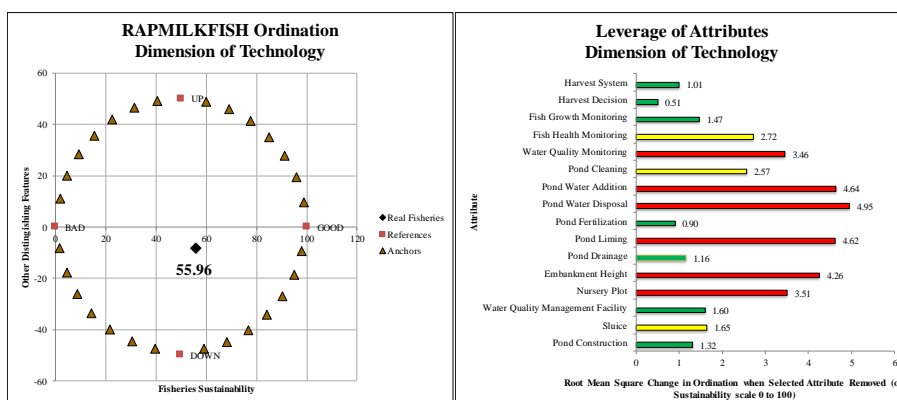 RAPMILKFISH Ordination
Dimension of Technology
60
UP
40
20
BAD
GOOD
0
0
20
40
60
80
100
120
55.96
-20
-40
DOWN
-60
Other Distingshing Features
Fisheries Sustainability
Real Fisheries
References
Anchors
Leverage of Attributes
Dimension of Technology
Attribute
Harvest System 1.01
Harvest Decision 0.51
Fish Growth Monitoring 1.47
Fish Health Monitoring 2.72
Water Quality Monitoring 3.46
Pond Cleaning 2.57
Pond Water Addition 4.64
Pond Water Disposal 4.95
Pond Fertilization 0.90
Pond Liming 4.62
Pond Drainage 1.16
Embankment Height 4.26
Nursery Plot 3.51
Water Quality Management Facility 1.60
Sluice 1.65
Pond Construction 1.32
0 1 2 3 4 5 6
Root Mean Square Change in Ordination when Selected Attribute Removed (o
Sustainability scale 0 to 100)